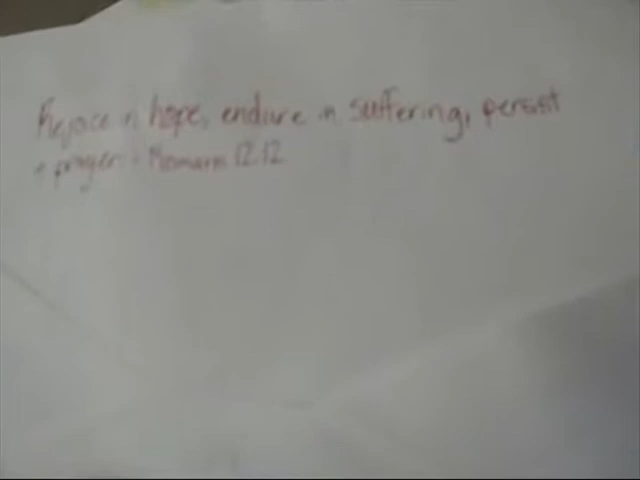 Rejoice in hope, endure in suffering, persist
in prayer - Romans 12:12